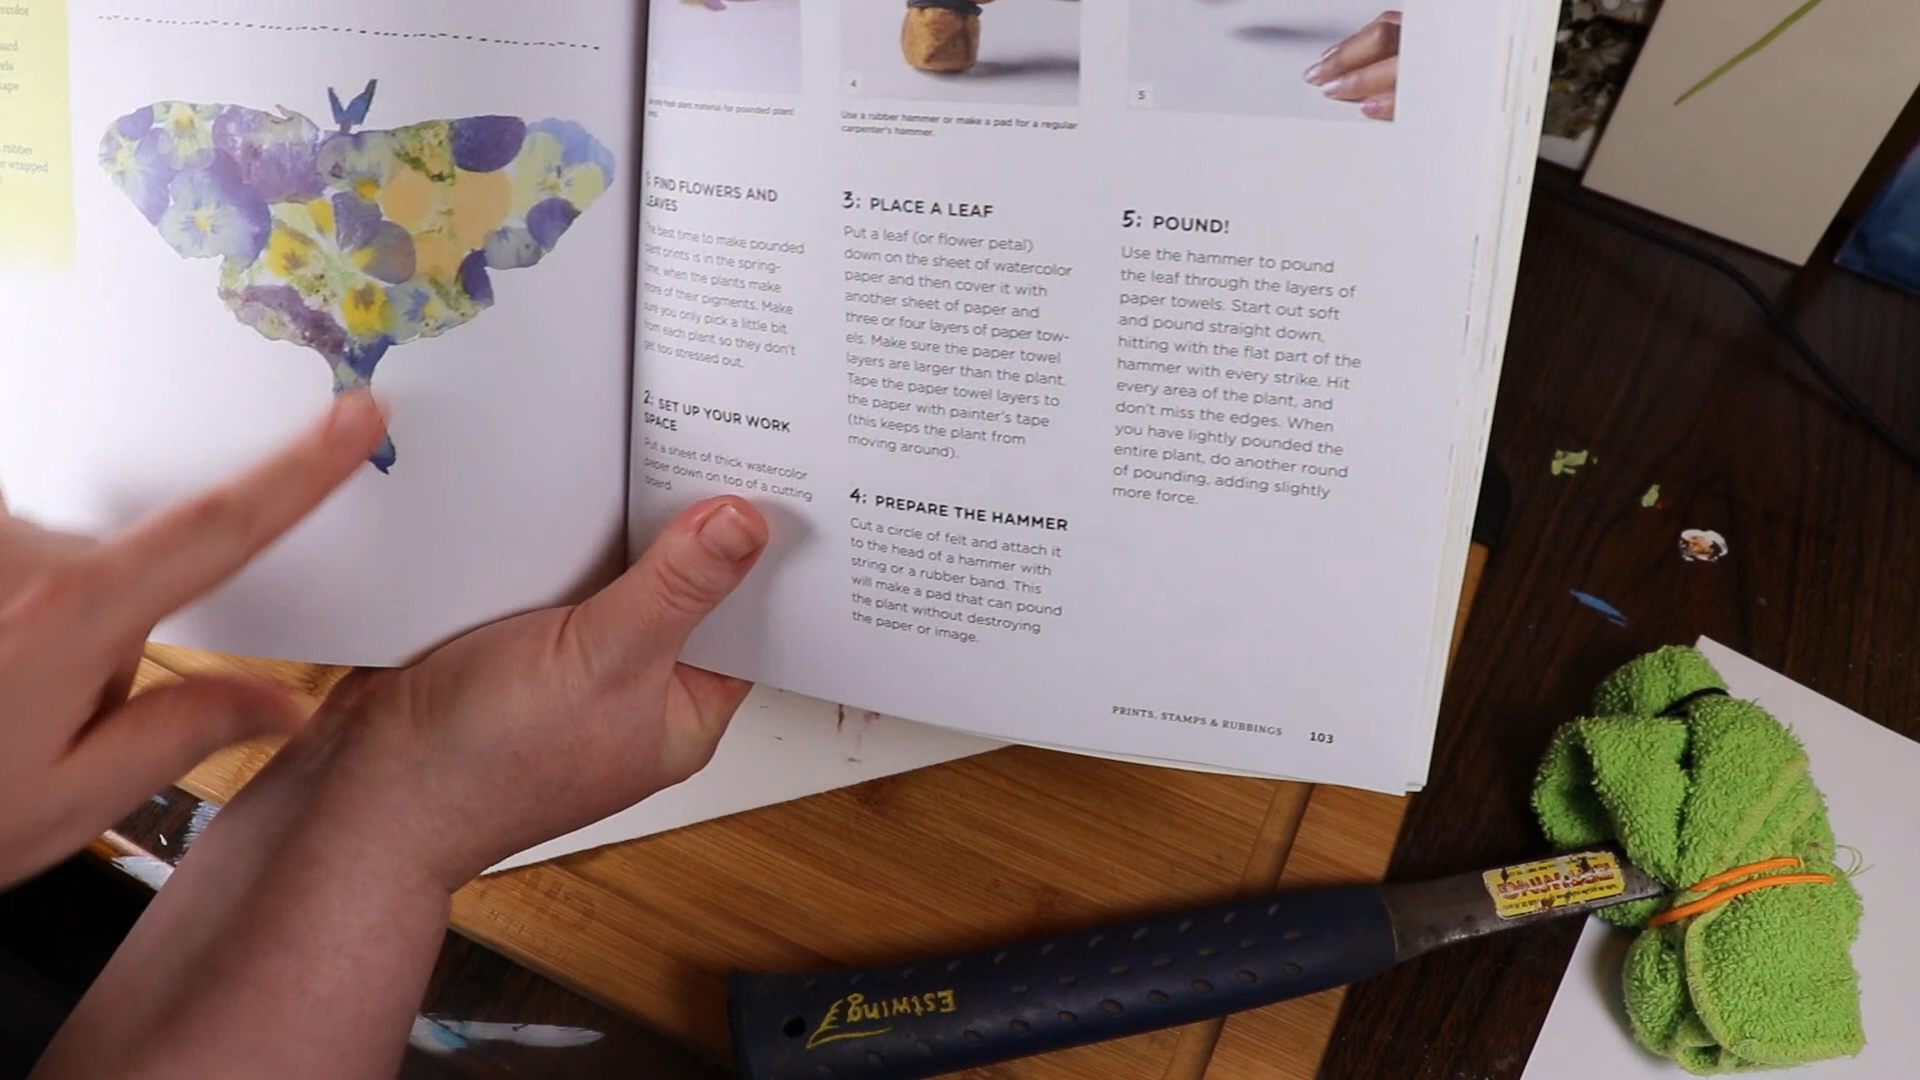 uard
rubber
or wrapped
plant material for pounded plant
4
Use a rubber hammer or make a pad for a regular
carpenter's hammer.
5
1: FIND FLOWERS AND
LEAVES
The best time to make pounded
plant prints is in the spring-
time, when the plants make
more of their pigments. Make
sure you only pick a little bit
from each plant so they don't
get too stressed out.
2: SET UP YOUR WORK
SPACE
Put a sheet of thick watercolor
paper down on top of a cutting
board.
3: PLACE A LEAF
Put a leaf (or flower petal)
down on the sheet of watercolor
paper and then cover it with
another sheet of paper and
three or four layers of paper tow-
els. Make sure the paper towel
layers are larger than the plant.
Tape the paper towel layers to
the paper with painter's tape
(this keeps the plant from
moving around).
4: PREPARE THE HAMMER
Cut a circle of felt and attach it
to the head of a hammer with
string or a rubber band. This
will make a pad that can pound
the plant without destroying
the paper or image.
5: POUND!
Use the hammer to pound
the leaf through the layers of
paper towels. Start out soft
and pound straight down,
hitting with the flat part of the
hammer with every strike. Hit
every area of the plant, and
don't miss the edges. When
you have lightly pounded the
entire plant, do another round
of pounding, adding slightly
more force.
PRINTS, STAMPS & RUBBINGS 103
ESTWING
Estwing